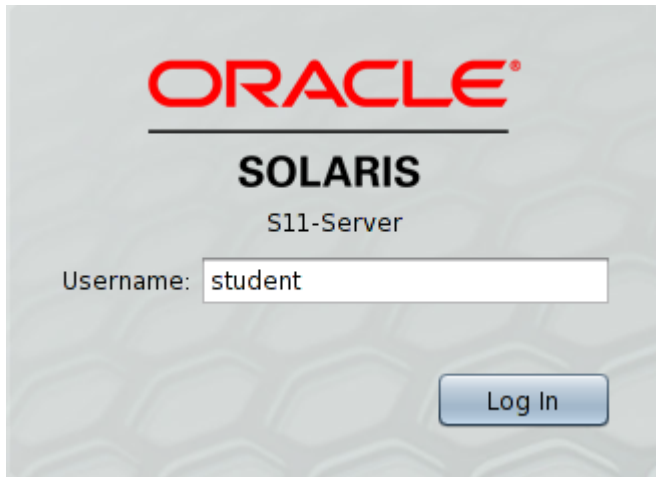 ORACLE®
SOLARIS
S11-Server
Username: student
Log In